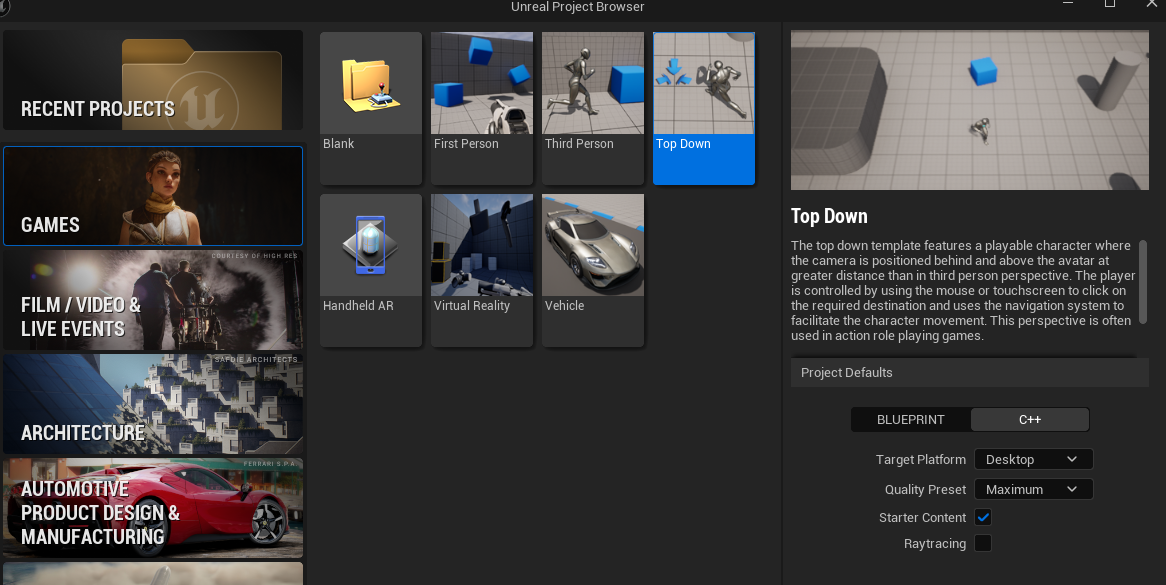 Unreal Project Browser
RECENT PROJECTS
GAMES
COURTESY OF HIGH RES
FILM / VIDEO &
LIVE EVENTS
SAFDIE ARCHITECTS
ARCHITECTURE
FERRARI S.P.A
AUTOMOTIVE
PRODUCT DESIGN &
MANUFACTURING
Blank
First Person
Third Person
Top Down
Handheld AR
Virtual Reality
Vehicle
Top Down
The top down template features a playable character where
the camera is positioned behind and above the avatar at
greater distance than in third person perspective. The player
is controlled by using the mouse or touchscreen to click on
the required destination and uses the navigation system to
facilitate the character movement. This perspective is often
used in action role playing games.
Project Defaults
BLUEPRINT
C++
Target Platform
Desktop
Quality Preset
Maximum
Starter Content
Raytracing